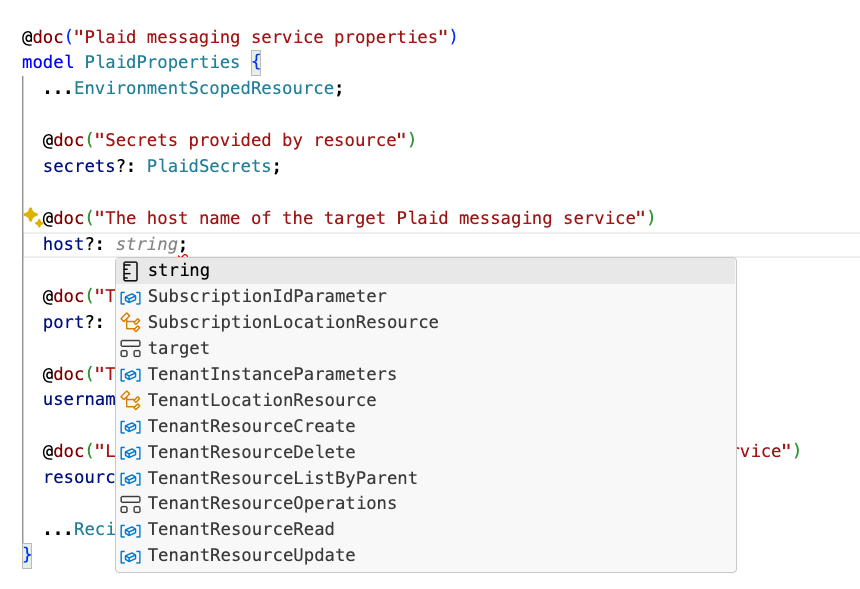 @doc("Plaid messaging service properties")
model PlaidProperties {
...EnvironmentScopedResource;
@doc("Secrets provided by resource")
secrets?: PlaidSecrets;
@doc("The host name of the target Plaid messaging service")
host?: string;
string
SubscriptionIdParameter
SubscriptionLocationResource
target
TenantInstanceParameters
TenantLocationResource
TenantResourceCreate
TenantResourceDelete
TenantResourceListByParent
TenantResourceOperations
TenantResourceRead
TenantResourceUpdate
@doc("T
port?:
@doc("T
usernam
@doc("L rvice")
resourc
...Reci
}